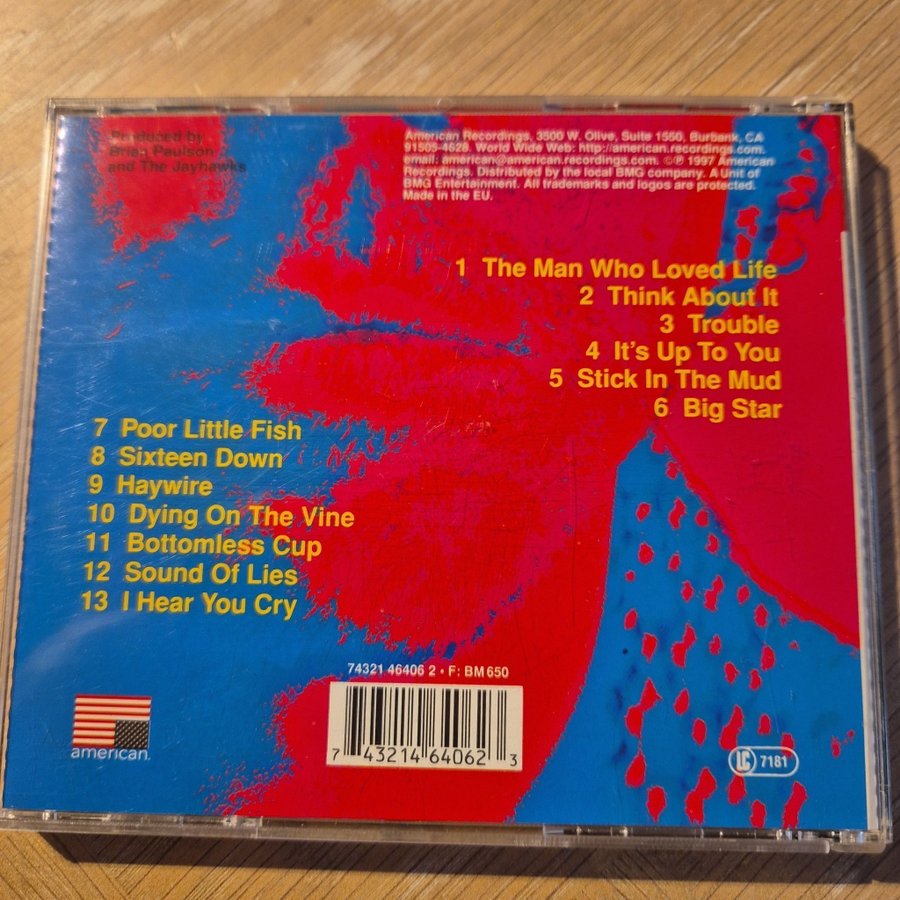 Produced by
Brian Paulson
and The Jayhawks
American Recordings, 3500 W. Olive, Suite 1550, Burbank, CA
91505-4628. World Wide Web: http://american.recordings.com.
email: american@american.recordings.com. ©℗ 1997 American
Recordings. Distributed by the local BMG company. A Unit of
BMG Entertainment. All trademarks and logos are protected.
Made in the EU.
1 The Man Who Loved Life
2 Think About It
3 Trouble
4 It's Up To You
5 Stick In The Mud
6 Big Star
7 Poor Little Fish
8 Sixteen Down
9 Haywire
10 Dying On The Vine
11 Bottomless Cup
12 Sound Of Lies
13 I Hear You Cry
74321 46406 2 • F: BM 650
7 43214 64062 3
american.
LC 7181